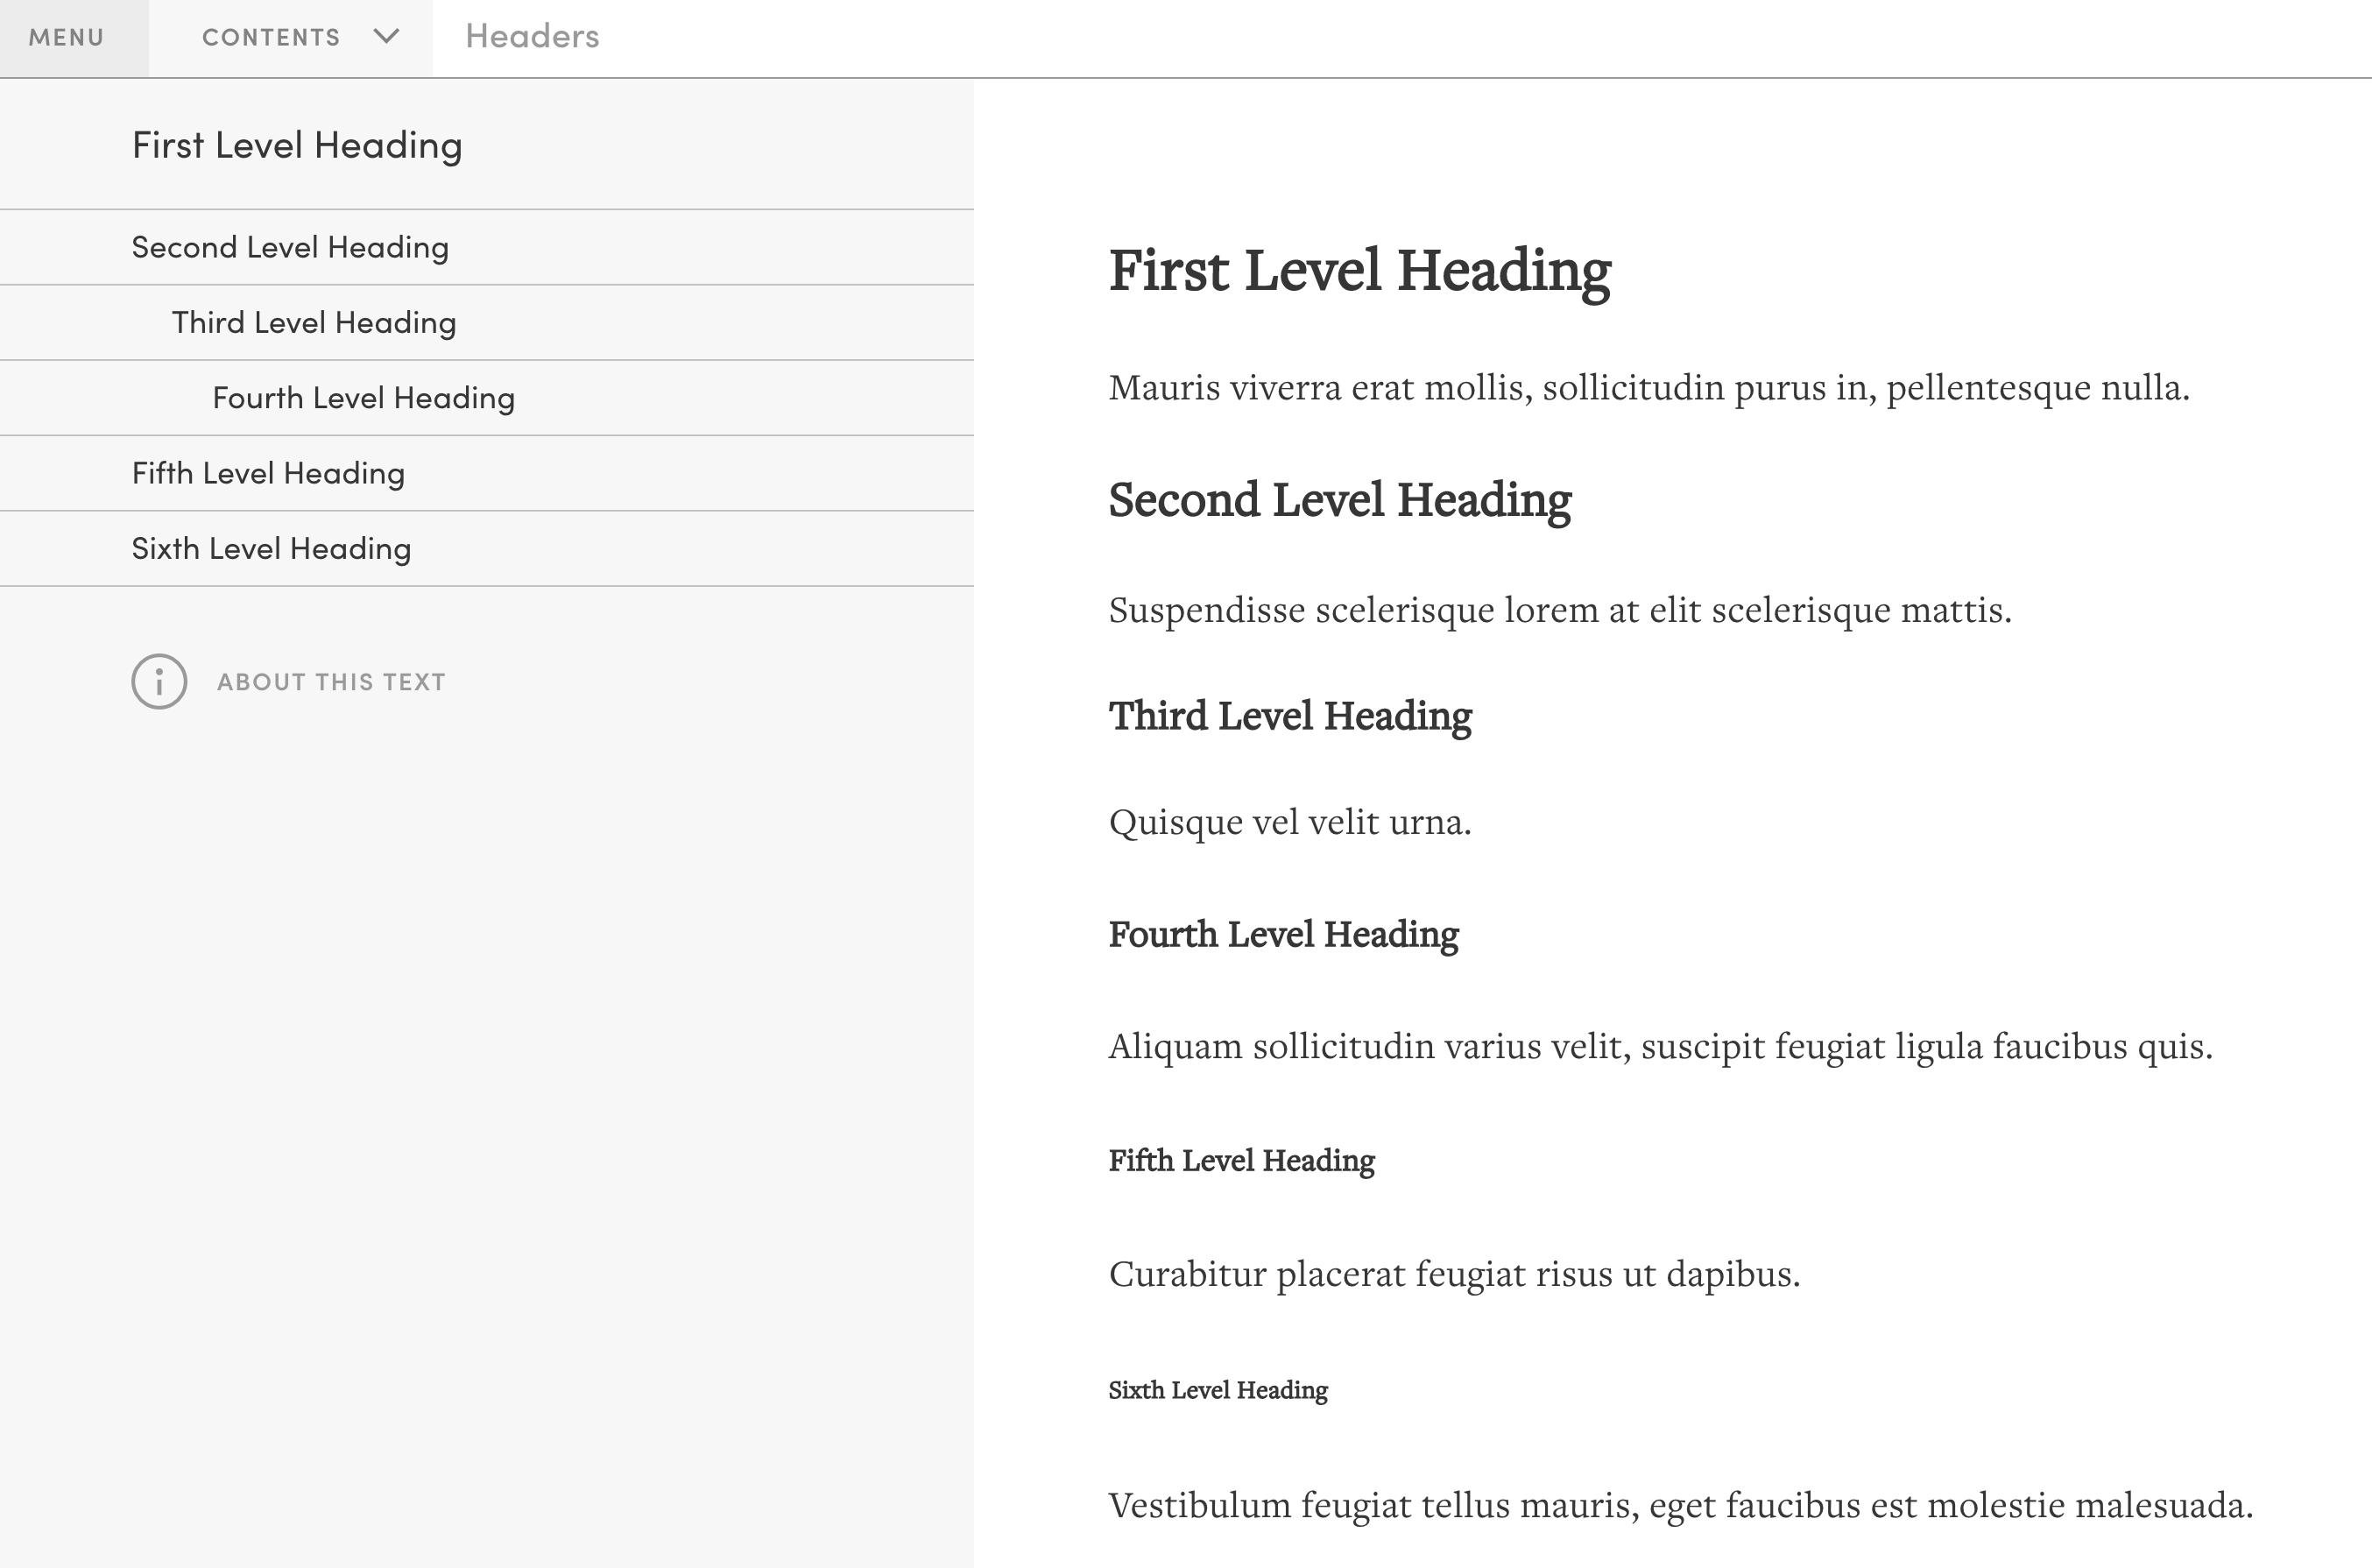 MENU
CONTENTS
Headers
First Level Heading
Second Level Heading
Third Level Heading
Fourth Level Heading
Fifth Level Heading
Sixth Level Heading
ABOUT THIS TEXT
First Level Heading
Mauris viverra erat mollis, sollicitudin purus in, pellentesque nulla.
Second Level Heading
Suspendisse scelerisque lorem at elit scelerisque mattis.
Third Level Heading
Quisque vel velit urna.
Fourth Level Heading
Aliquam sollicitudin varius velit, suscipit feugiat ligula faucibus quis.
Fifth Level Heading
Curabitur placerat feugiat risus ut dapibus.
Sixth Level Heading
Vestibulum feugiat tellus mauris, eget faucibus est molestie malesuada.